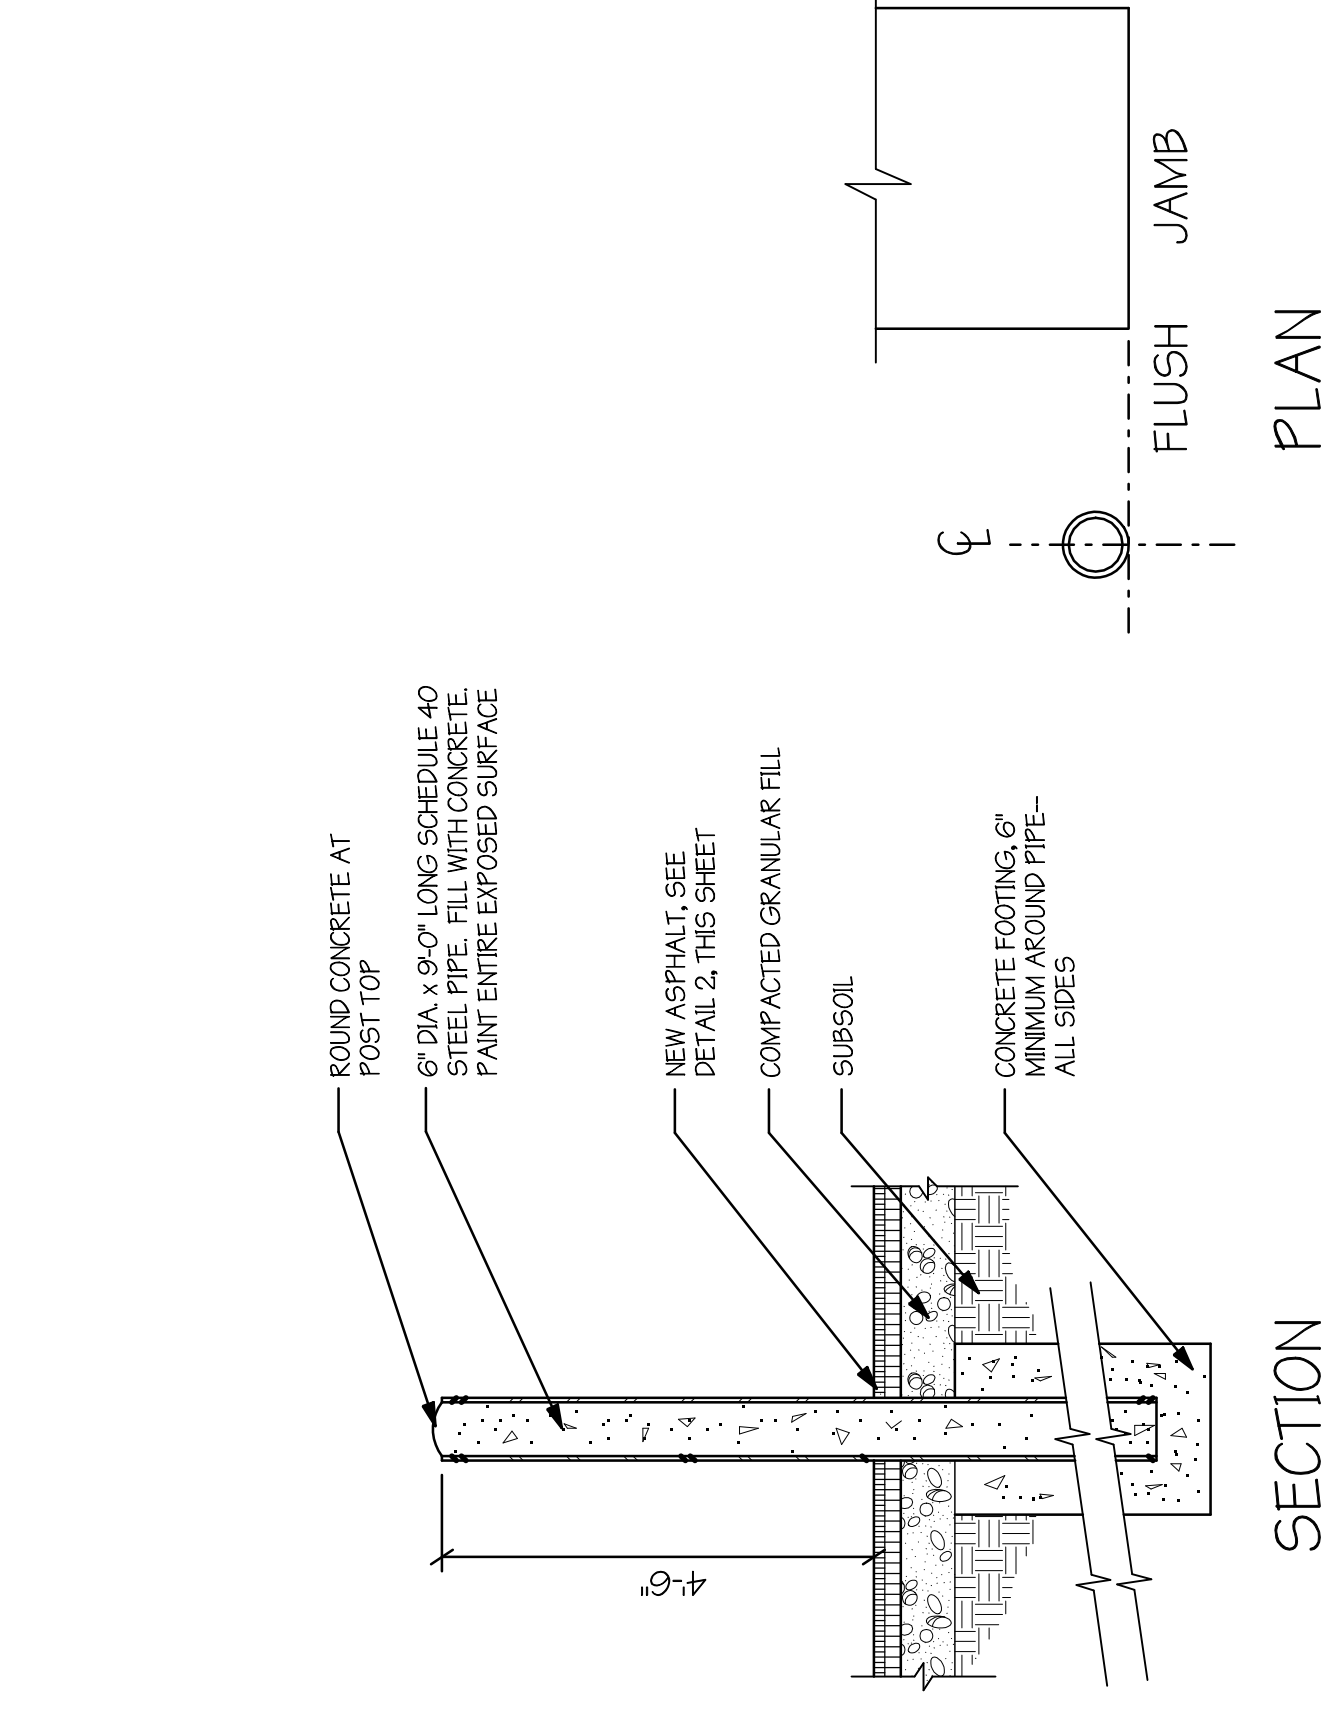 ROUND CONCRETE AT
POST TOP
6" DIA. x 9'-0" LONG SCHEDULE 40
STEEL PIPE. FILL WITH CONCRETE.
PAINT ENTIRE EXPOSED SURFACE
NEW ASPHALT, SEE
DETAIL 2, THIS SHEET
COMPACTED GRANULAR FILL
SUBSOIL
CONCRETE FOOTING, 6"
MINIMUM AROUND PIPE--
ALL SIDES
4'-6"
SECTION
CL
FLUSH JAMB
PLAN